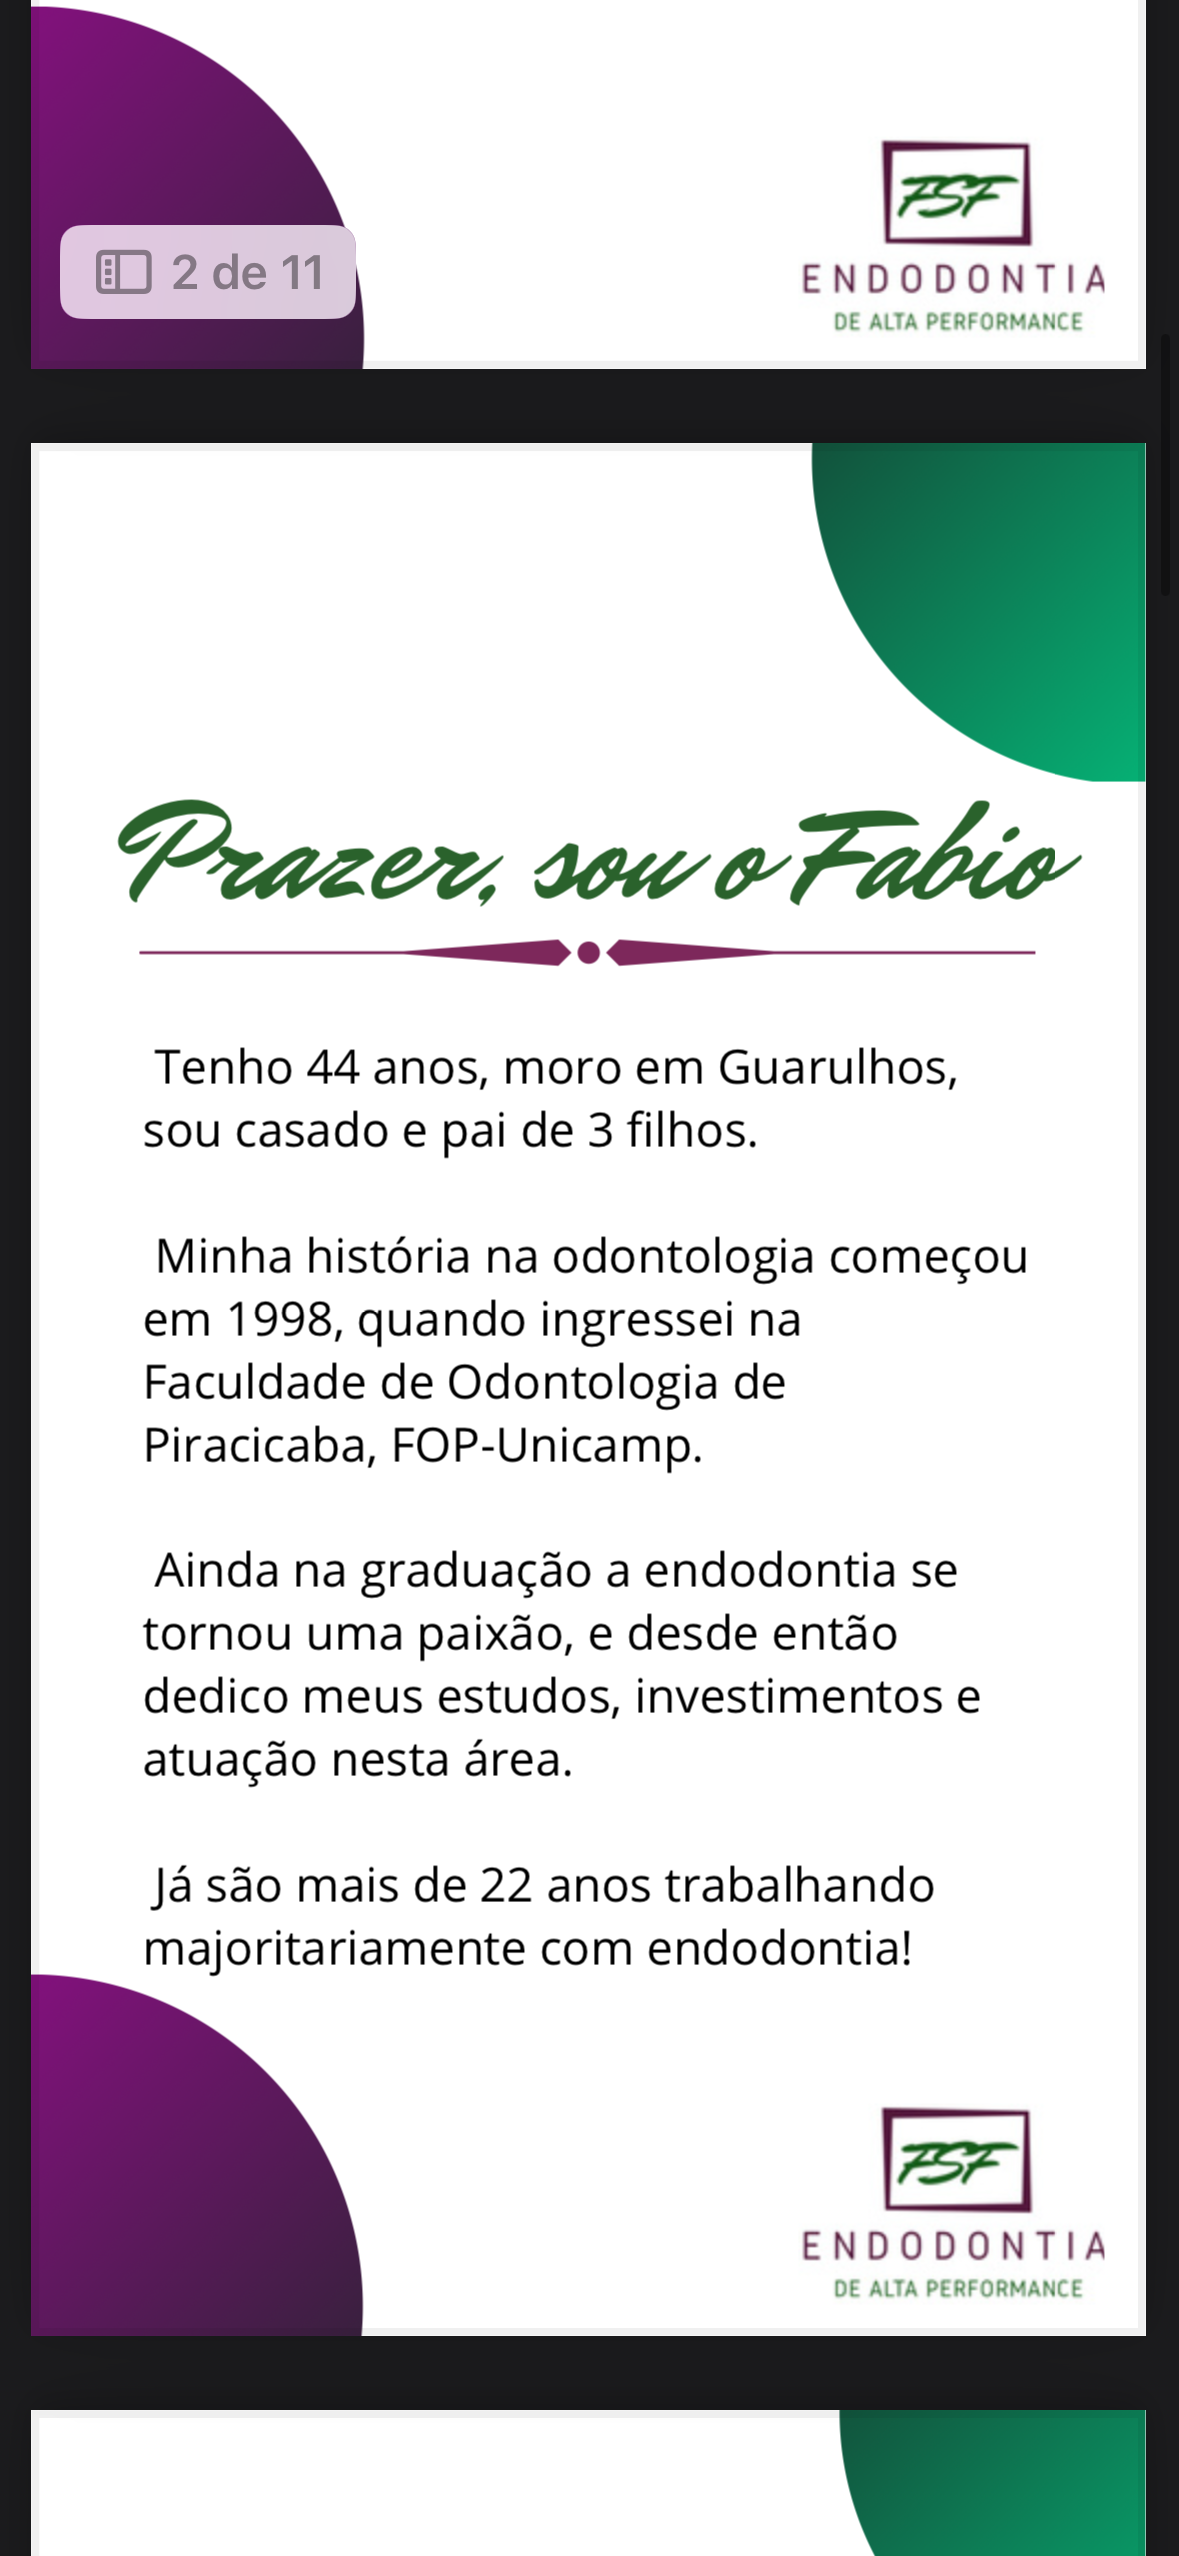 FSF
ENDODONTIA
DE ALTA PERFORMANCE
2 de 11
Prazer, sou o Fabio
Tenho 44 anos, moro em Guarulhos,
sou casado e pai de 3 filhos.
Minha história na odontologia começou
em 1998, quando ingressei na
Faculdade de Odontologia de
Piracicaba, FOP-Unicamp.
Ainda na graduação a endodontia se
tornou uma paixão, e desde então
dedico meus estudos, investimentos e
atuação nesta área.
Já são mais de 22 anos trabalhando
majoritariamente com endodontia!
FSF
ENDODONTIA
DE ALTA PERFORMANCE